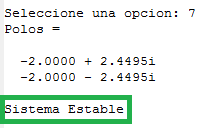 Seleccione una opcion: 7
Polos =
-2.0000 + 2.4495i
-2.0000 - 2.4495i
Sistema Estable